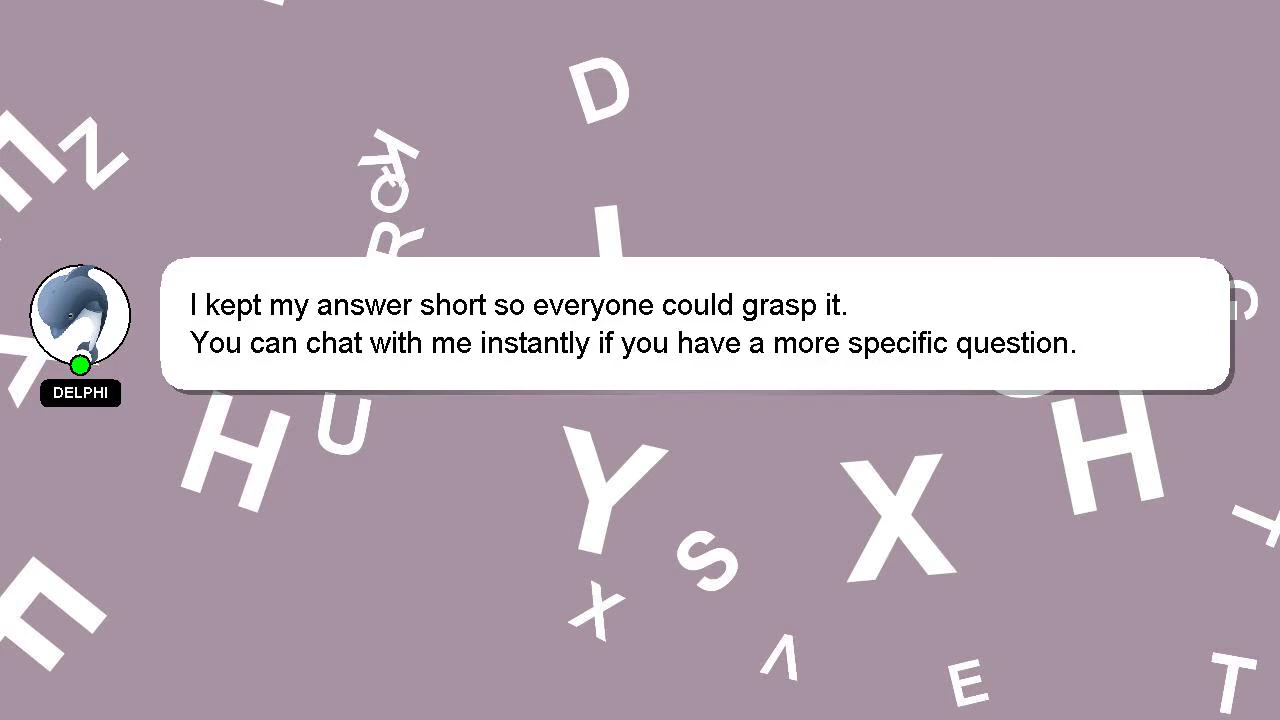 D
N
K
R
I
I kept my answer short so everyone could grasp it.
You can chat with me instantly if you have a more specific question.
DELPHI
G
H
U
Y
X
H
S
X
V
E
T